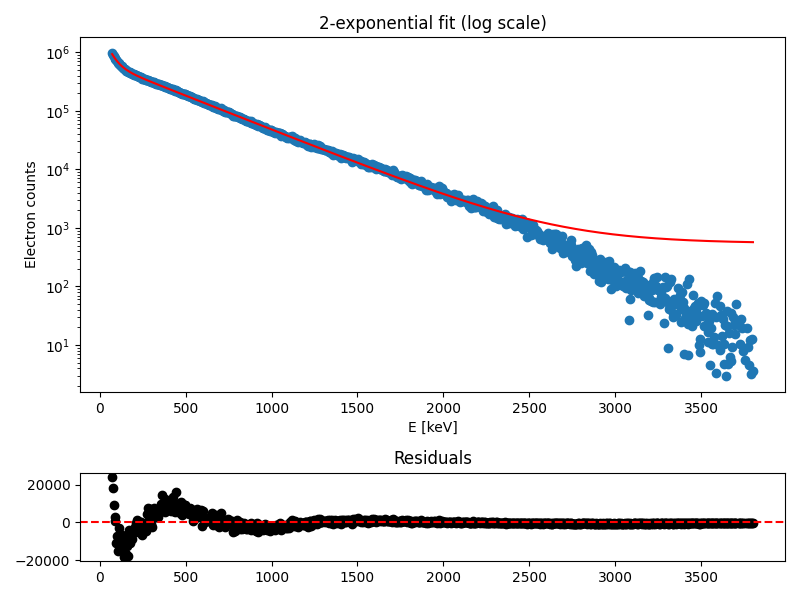 2-exponential fit (log scale)
Electron counts
10^6
10^5
10^4
10^3
10^2
10^1
0 500 1000 1500 2000 2500 3000 3500
E [keV]
Residuals
20000
0
−20000
0 500 1000 1500 2000 2500 3000 3500